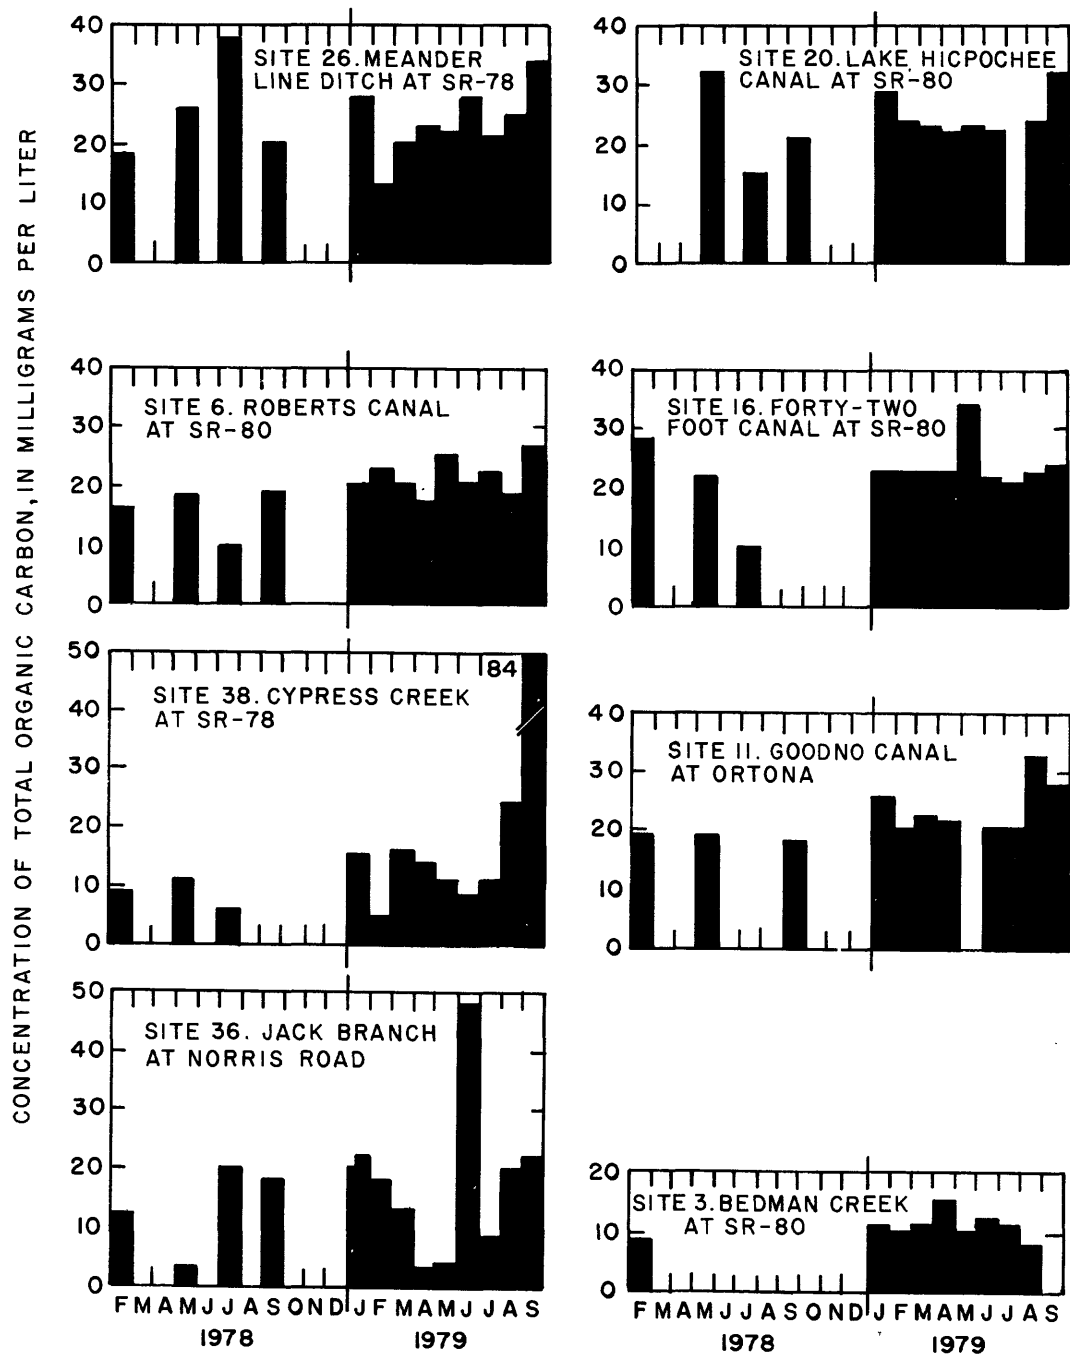 CONCENTRATION OF TOTAL ORGANIC CARBON, IN MILLIGRAMS PER LITER
40
30
20
10
0
SITE 26. MEANDER
LINE DITCH AT SR-78
40
30
20
10
0
SITE 20. LAKE HICPOCHEE
CANAL AT SR-80
40
30
20
10
0
SITE 6. ROBERTS CANAL
AT SR-80
40
30
20
10
0
SITE 16. FORTY-TWO
FOOT CANAL AT SR-80
50
40
30
20
10
0
84
SITE 38. CYPRESS CREEK
AT SR-78
40
30
20
10
0
SITE 11. GOODNO CANAL
AT ORTONA
50
40
30
20
10
0
SITE 36. JACK BRANCH
AT NORRIS ROAD
F M A M J J A S O N D J F M A M J J A S
1978 1979
20
10
0
SITE 3. BEDMAN CREEK
AT SR-80
F M A M J J A S O N D J F M A M J J A S
1978 1979